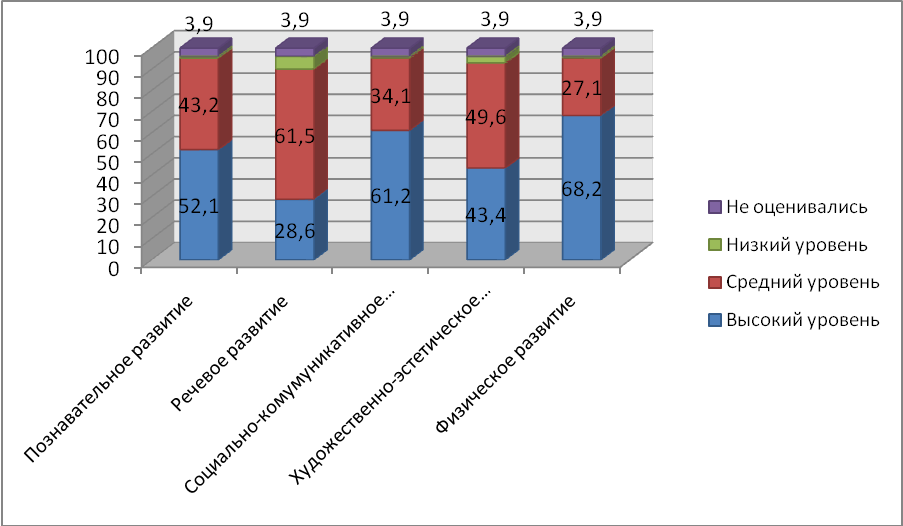 3,9
3,9
3,9
3,9
3,9
100
90
80
70
60
50
40
30
20
10
0
43,2
61,5
34,1
49,6
27,1
52,1
28,6
61,2
43,4
68,2
Познавательное развитие
Речевое развитие
Социально-комумуникативное...
Художественно-эстетическое...
Физическое развитие
Не оценивались
Низкий уровень
Средний уровень
Высокий уровень